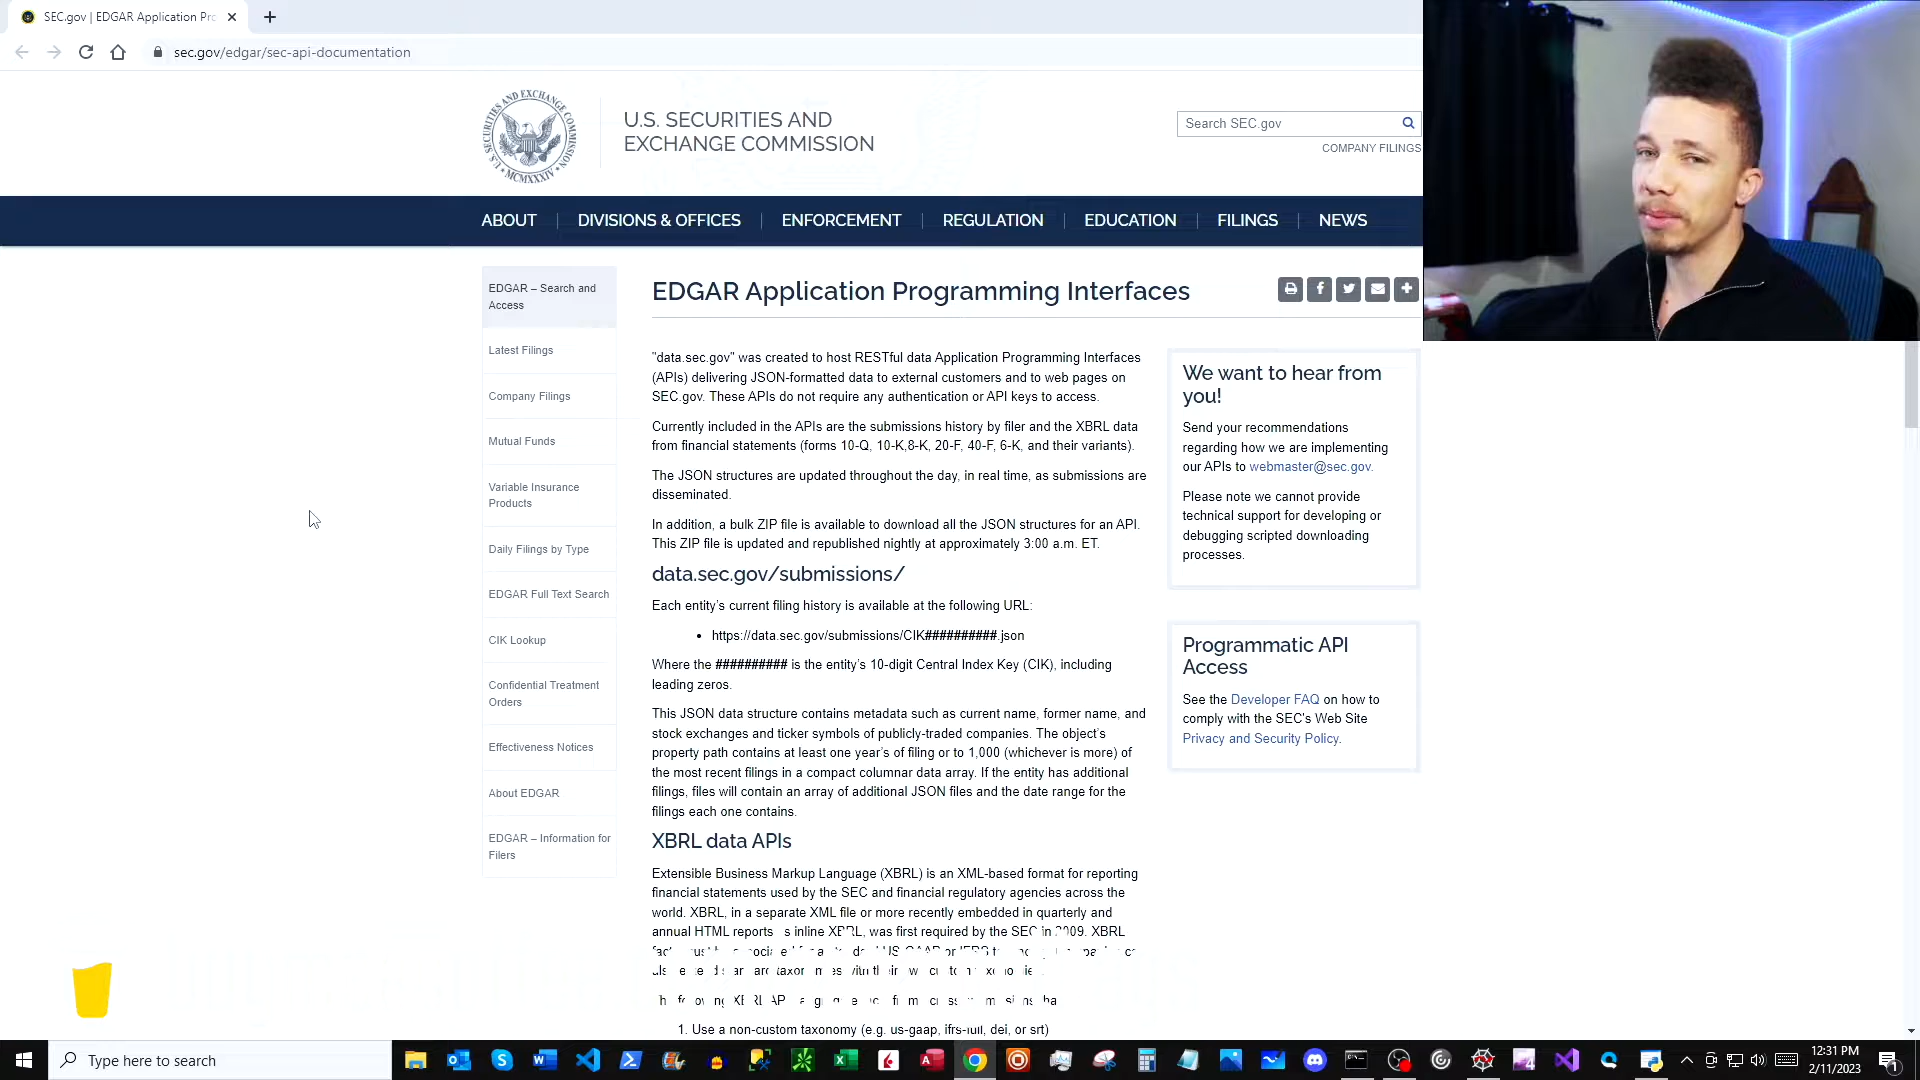 SEC.gov | EDGAR Application Pro
sec.gov/edgar/sec-api-documentation
U.S. SECURITIES AND
EXCHANGE COMMISSION
U.S. SECURITIES AND EXCHANGE COMMISSION
MCMXXXIV
Search SEC.gov
COMPANY FILINGS
ABOUT
DIVISIONS & OFFICES
ENFORCEMENT
REGULATION
EDUCATION
FILINGS
NEWS
EDGAR – Search and
Access
Latest Filings
Company Filings
Mutual Funds
Variable Insurance
Products
Daily Filings by Type
EDGAR Full Text Search
CIK Lookup
Confidential Treatment
Orders
Effectiveness Notices
About EDGAR
EDGAR – Information for
Filers
EDGAR Application Programming Interfaces
"data.sec.gov" was created to host RESTful data Application Programming Interfaces
(APIs) delivering JSON-formatted data to external customers and to web pages on
SEC.gov. These APIs do not require any authentication or API keys to access.
Currently included in the APIs are the submissions history by filer and the XBRL data
from financial statements (forms 10-Q, 10-K,8-K, 20-F, 40-F, 6-K, and their variants).
The JSON structures are updated throughout the day, in real time, as submissions are
disseminated.
In addition, a bulk ZIP file is available to download all the JSON structures for an API.
This ZIP file is updated and republished nightly at approximately 3:00 a.m. ET.
data.sec.gov/submissions/
Each entity's current filing history is available at the following URL:
• https://data.sec.gov/submissions/CIK##########.json
Where the ########## is the entity's 10-digit Central Index Key (CIK), including
leading zeros.
This JSON data structure contains metadata such as current name, former name, and
stock exchanges and ticker symbols of publicly-traded companies. The object's
property path contains at least one year's of filing or to 1,000 (whichever is more) of
the most recent filings in a compact columnar data array. If the entity has additional
filings, files will contain an array of additional JSON files and the date range for the
filings each one contains.
XBRL data APIs
Extensible Business Markup Language (XBRL) is an XML-based format for reporting
financial statements used by the SEC and financial regulatory agencies across the
world. XBRL, in a separate XML file or more recently embedded in quarterly and
annual HTML reports inline XBRL, was first required by the SEC in 2009. XBRL
1. Use a non-custom taxonomy (e.g. us-gaap, ifrs-full, dei, or srt)
We want to hear from
you!
Send your recommendations
regarding how we are implementing
our APIs to webmaster@sec.gov.
Please note we cannot provide
technical support for developing or
debugging scripted downloading
processes.
Programmatic API
Access
See the Developer FAQ on how to
comply with the SEC's Web Site
Privacy and Security Policy.
Type here to search
12:31 PM
2/11/2023
1